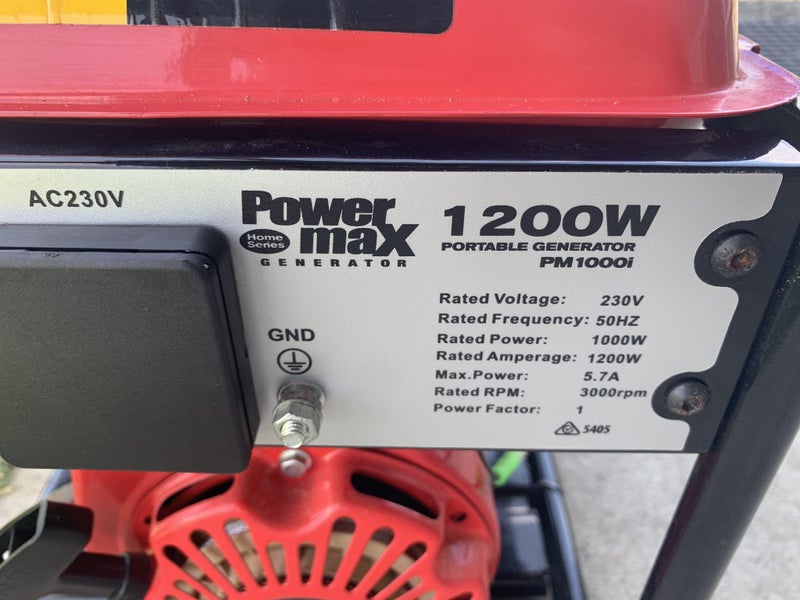 AC230V
Power max
Home Series
GENERATOR
1200W
PORTABLE GENERATOR
PM1000i
GND
Rated Voltage: 230V
Rated Frequency: 50HZ
Rated Power: 1000W
Rated Amperage: 1200W
Max.Power: 5.7A
Rated RPM: 3000rpm
Power Factor: 1
5405